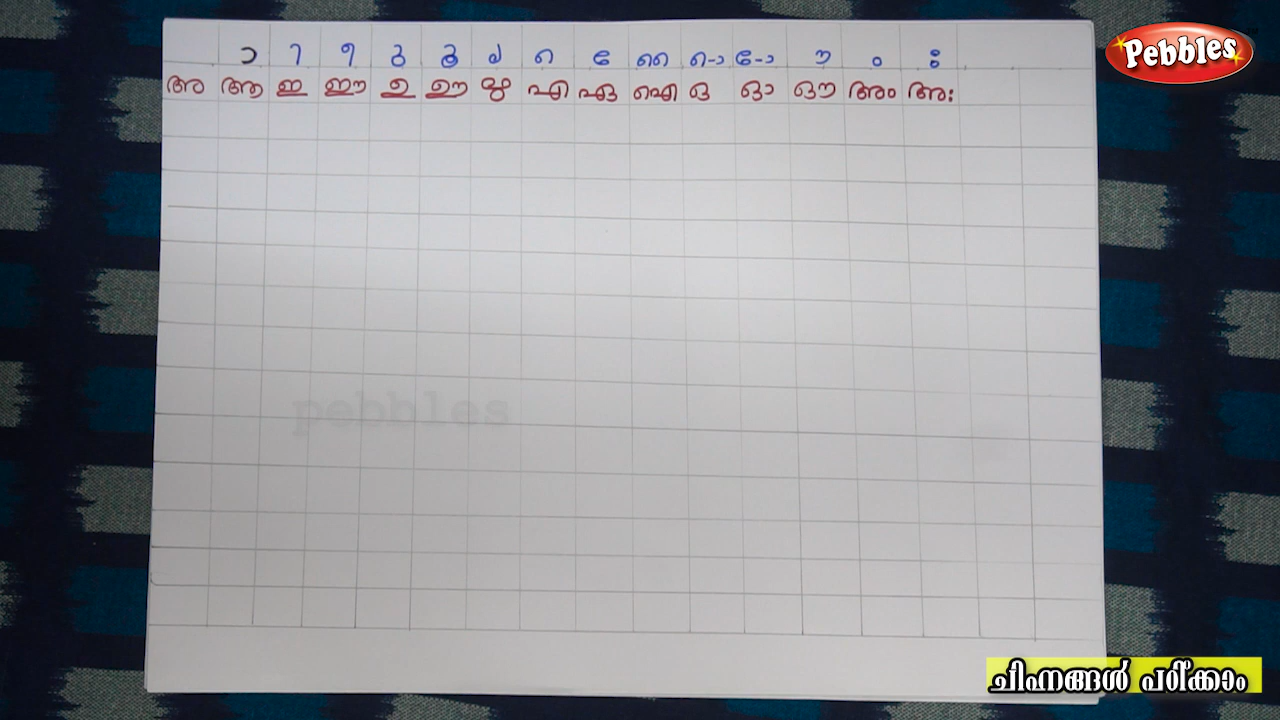 ാ ി ീ ു ൂ ൃ െ േ ൈ ൊ ോ ൗ ം ഃ
അ ആ ഇ ഈ ഉ ഊ ഋ എ ഏ ഐ ഒ ഓ ഔ അം അഃ
Pebbles
pebbles
ചിഹ്നങ്ങൾ പഠിക്കാം